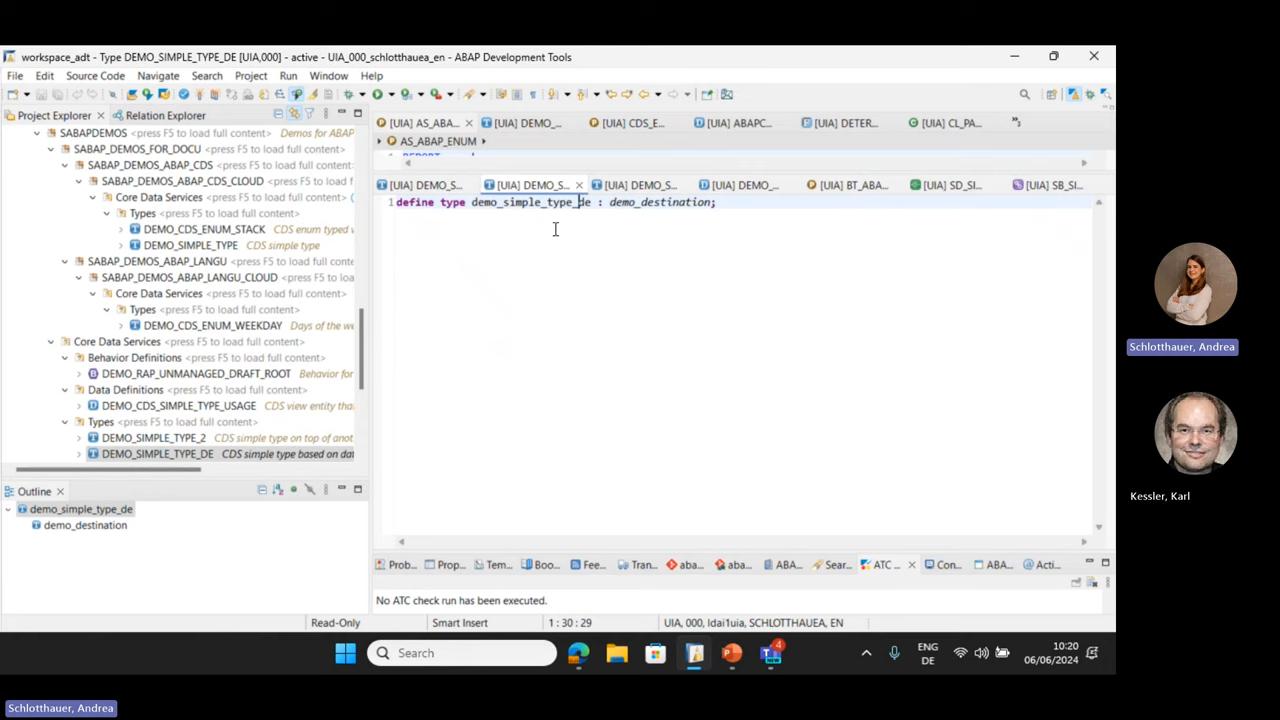 workspace_adt - Type DEMO_SIMPLE_TYPE_DE [UIA,000] - active - UIA_000_schlotthauea_en - ABAP Development Tools
File Edit Source Code Navigate Search Project Run Window Help
Project Explorer Relation Explorer
SABAPDEMOS <press F5 to load full content> Demos for ABAP
SABAP_DEMOS_FOR_DOCU <press F5 to load full content>
SABAP_DEMOS_ABAP_CDS <press F5 to load full content>
SABAP_DEMOS_ABAP_CDS_CLOUD <press F5 to load full content> (
Core Data Services <press F5 to load full content>
Types <press F5 to load full content>
DEMO_CDS_ENUM_STACK CDS enum typed w
DEMO_SIMPLE_TYPE CDS simple type
SABAP_DEMOS_ABAP_LANGU <press F5 to load full content>
SABAP_DEMOS_ABAP_LANGU_CLOUD <press F5 to load full content>
Core Data Services <press F5 to load full content>
Types <press F5 to load full content>
DEMO_CDS_ENUM_WEEKDAY Days of the we
Core Data Services <press F5 to load full content>
Behavior Definitions <press F5 to load full content>
DEMO_RAP_UNMANAGED_DRAFT_ROOT Behavior for
Data Definitions <press F5 to load full content>
DEMO_CDS_SIMPLE_TYPE_USAGE CDS view entity tha
Types <press F5 to load full content>
DEMO_SIMPLE_TYPE_2 CDS simple type on top of anot
DEMO_SIMPLE_TYPE_DE CDS simple type based on dat
Outline
demo_simple_type_de
demo_destination
[UIA] AS_ABA... [UIA] DEMO_... [UIA] CDS_E... [UIA] ABAPC... [UIA] DETER... [UIA] CL_PA...
AS_ABAP_ENUM
[UIA] DEMO_S... [UIA] DEMO_S... [UIA] DEMO_S... [UIA] DEMO_... [UIA] BT_ABA... [UIA] SD_SI... [UIA] SB_SI...
1 define type demo_simple_type_de : demo_destination;
Prob... Prop... Tem... Boo... Fee... Tran... aba... aba... ABA... Sear... ATC ... Con... ABA... Acti...
No ATC check run has been executed.
Read-Only Smart Insert 1 : 30 : 29 UIA, 000, ldai1uia, SCHLOTTHAUEA, EN
Search
4
ENG
DE
10:20
06/06/2024
Schlotthauer, Andrea
Kessler, Karl
Schlotthauer, Andrea